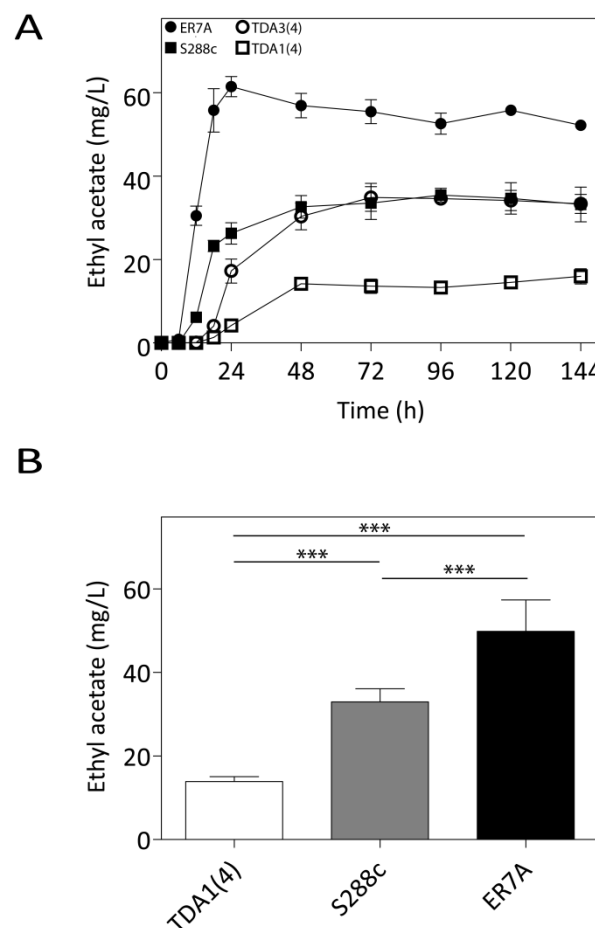 A
ER7A TDA3(4)
S288c TDA1(4)
Ethyl acetate (mg/L)
60
40
20
0
0 24 48 72 96 120 144
Time (h)
B
Ethyl acetate (mg/L)
60
40
20
0
***
*** ***
TDA1(4) S288c ER7A